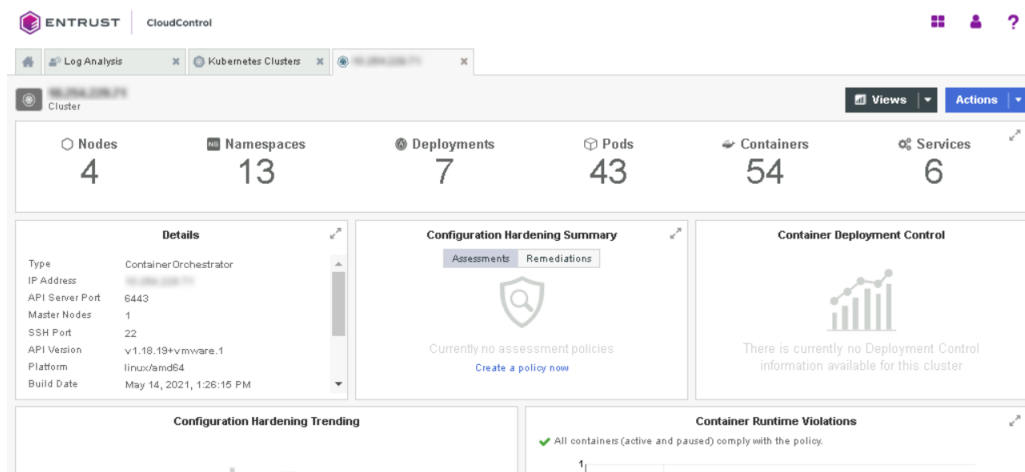 ENTRUST CloudControl ?
Log Analysis Kubernetes Clusters
Cluster
Views Actions
Nodes NS Namespaces Deployments Pods Containers Services
4 13 7 43 54 6
Details
Type ContainerOrchestrator
IP Address
API Server Port 6443
Master Nodes 1
SSH Port 22
API Version v1.18.19+vmware.1
Platform linux/amd64
Build Date May 14, 2021, 1:26:15 PM
Configuration Hardening Summary
Assessments Remediations
Currently no assessment policies
Create a policy now
Container Deployment Control
There is currently no Deployment Control
information available for this cluster
Configuration Hardening Trending
Container Runtime Violations
All containers (active and paused) comply with the policy.
1